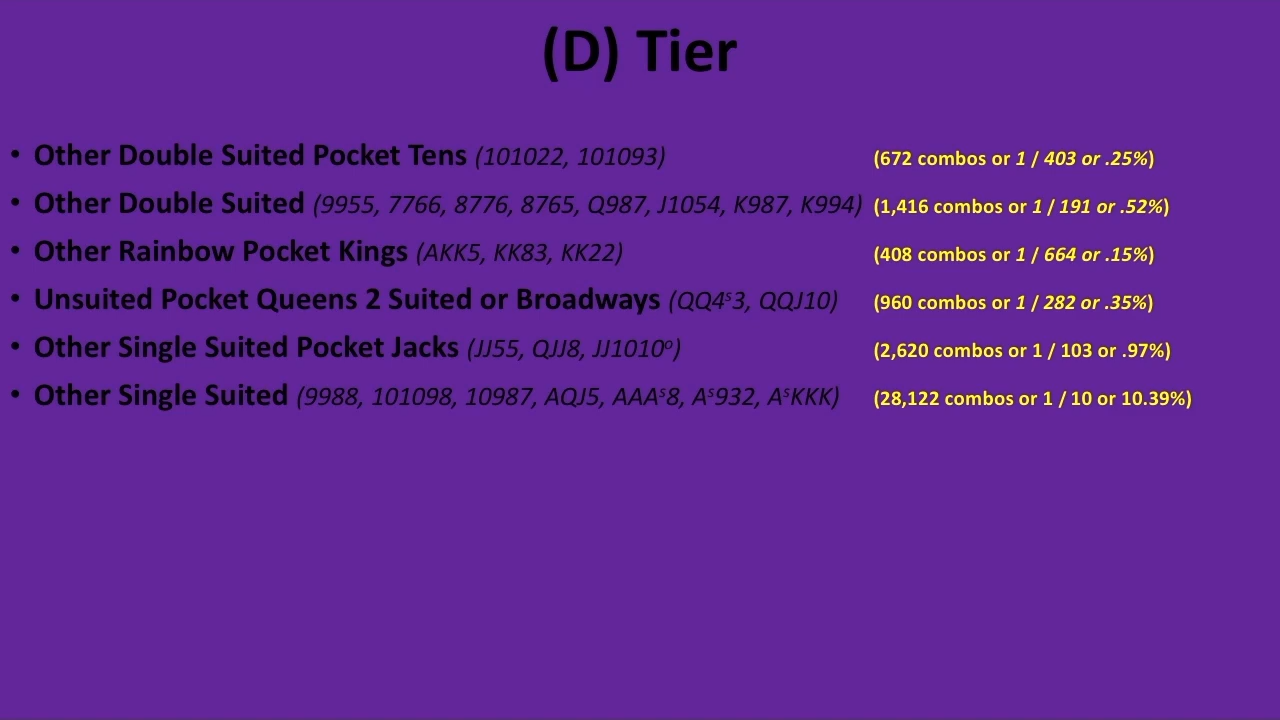 (D) Tier
• Other Double Suited Pocket Tens (101022, 101093) (672 combos or 1 / 403 or .25%)
• Other Double Suited (9955, 7766, 8776, 8765, Q987, J1054, K987, K994) (1,416 combos or 1 / 191 or .52%)
• Other Rainbow Pocket Kings (AKK5, KK83, KK22) (408 combos or 1 / 664 or .15%)
• Unsuited Pocket Queens 2 Suited or Broadways (QQ4ˢ3, QQJ10) (960 combos or 1 / 282 or .35%)
• Other Single Suited Pocket Jacks (JJ55, QJJ8, JJ1010ᵒ) (2,620 combos or 1 / 103 or .97%)
• Other Single Suited (9988, 101098, 10987, AQJ5, AAAˢ8, Aˢ932, AˢKKK) (28,122 combos or 1 / 10 or 10.39%)